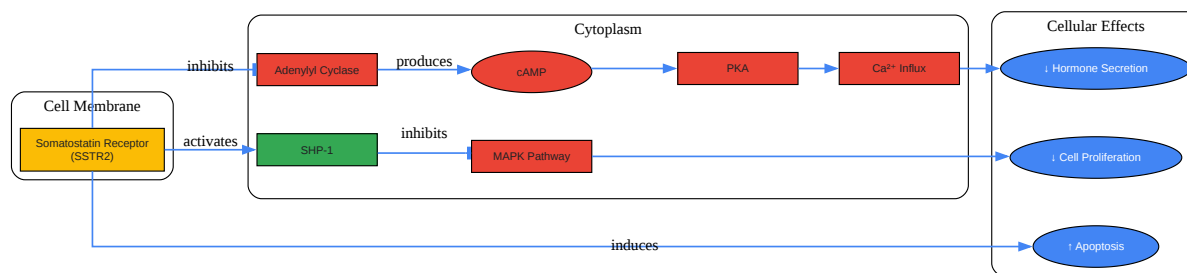 Cytoplasm
Cellular Effects
inhibits
Adenylyl Cyclase
produces
cAMP
PKA
Ca²⁺ Influx
↓ Hormone Secretion
Cell Membrane
Somatostatin Receptor
(SSTR2)
activates
SHP-1
inhibits
MAPK Pathway
↓ Cell Proliferation
induces
↑ Apoptosis